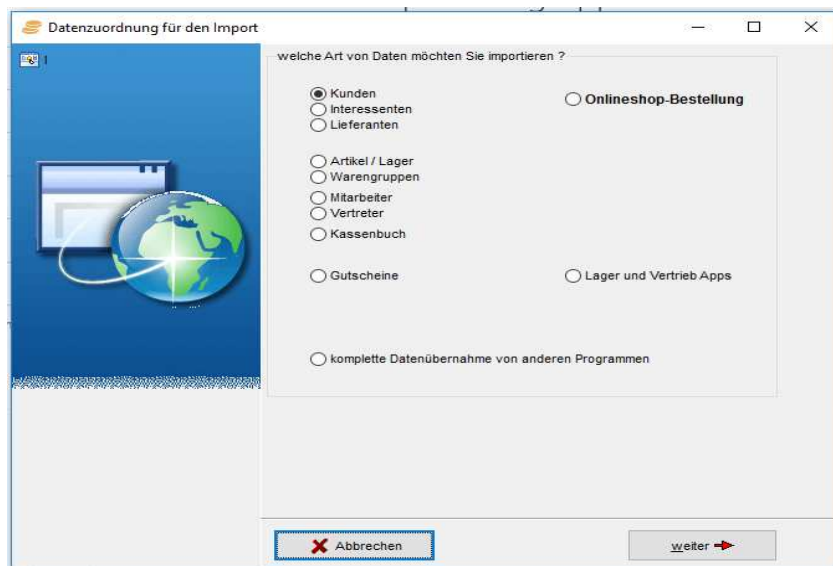 Datenzuordnung für den Import
welche Art von Daten möchten Sie importieren ?
Kunden
Interessenten
Lieferanten
Onlineshop-Bestellung
Artikel / Lager
Warengruppen
Mitarbeiter
Vertreter
Kassenbuch
Gutscheine
Lager und Vertrieb Apps
komplette Datenübernahme von anderen Programmen
Abbrechen
weiter